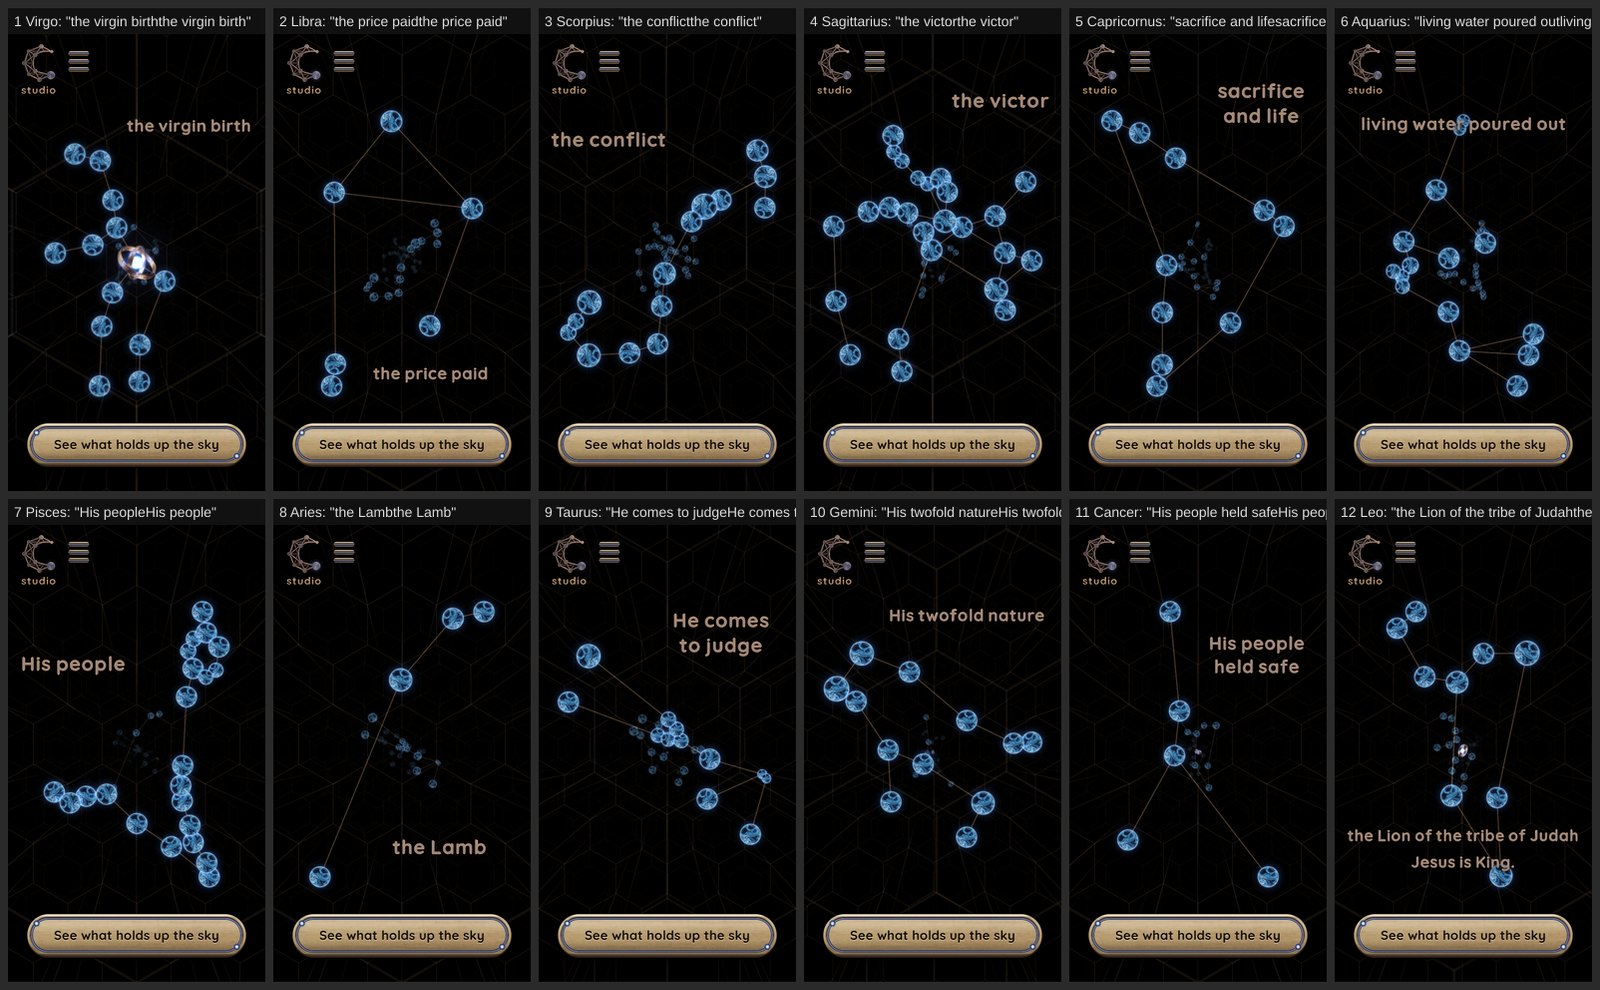 1 Virgo: "the virgin birththe virgin birth"
studio
the virgin birth
See what holds up the sky
2 Libra: "the price paidthe price paid"
studio
the price paid
See what holds up the sky
3 Scorpius: "the conflictthe conflict"
studio
the conflict
See what holds up the sky
4 Sagittarius: "the victorthe victor"
studio
the victor
See what holds up the sky
5 Capricornus: "sacrifice and lifesacrifice
studio
sacrifice
and life
See what holds up the sky
6 Aquarius: "living water poured outliving
studio
living water poured out
See what holds up the sky
7 Pisces: "His peopleHis people"
studio
His people
See what holds up the sky
8 Aries: "the Lambthe Lamb"
studio
the Lamb
See what holds up the sky
9 Taurus: "He comes to judgeHe comes t
studio
He comes
to judge
See what holds up the sky
10 Gemini: "His twofold natureHis twofold
studio
His twofold nature
See what holds up the sky
11 Cancer: "His people held safeHis peop
studio
His people
held safe
See what holds up the sky
12 Leo: "the Lion of the tribe of Judahthe
studio
the Lion of the tribe of Judah
Jesus is King.
See what holds up the sky